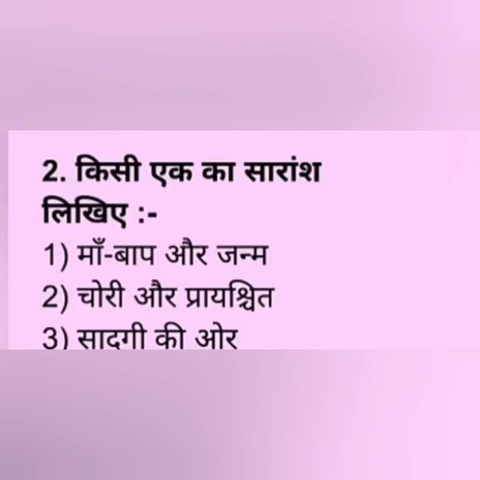 2. किसी एक का सारांश
लिखिए :-
1) माँ-बाप और जन्म
2) चोरी और प्रायश्चित
3) सादगी की ओर